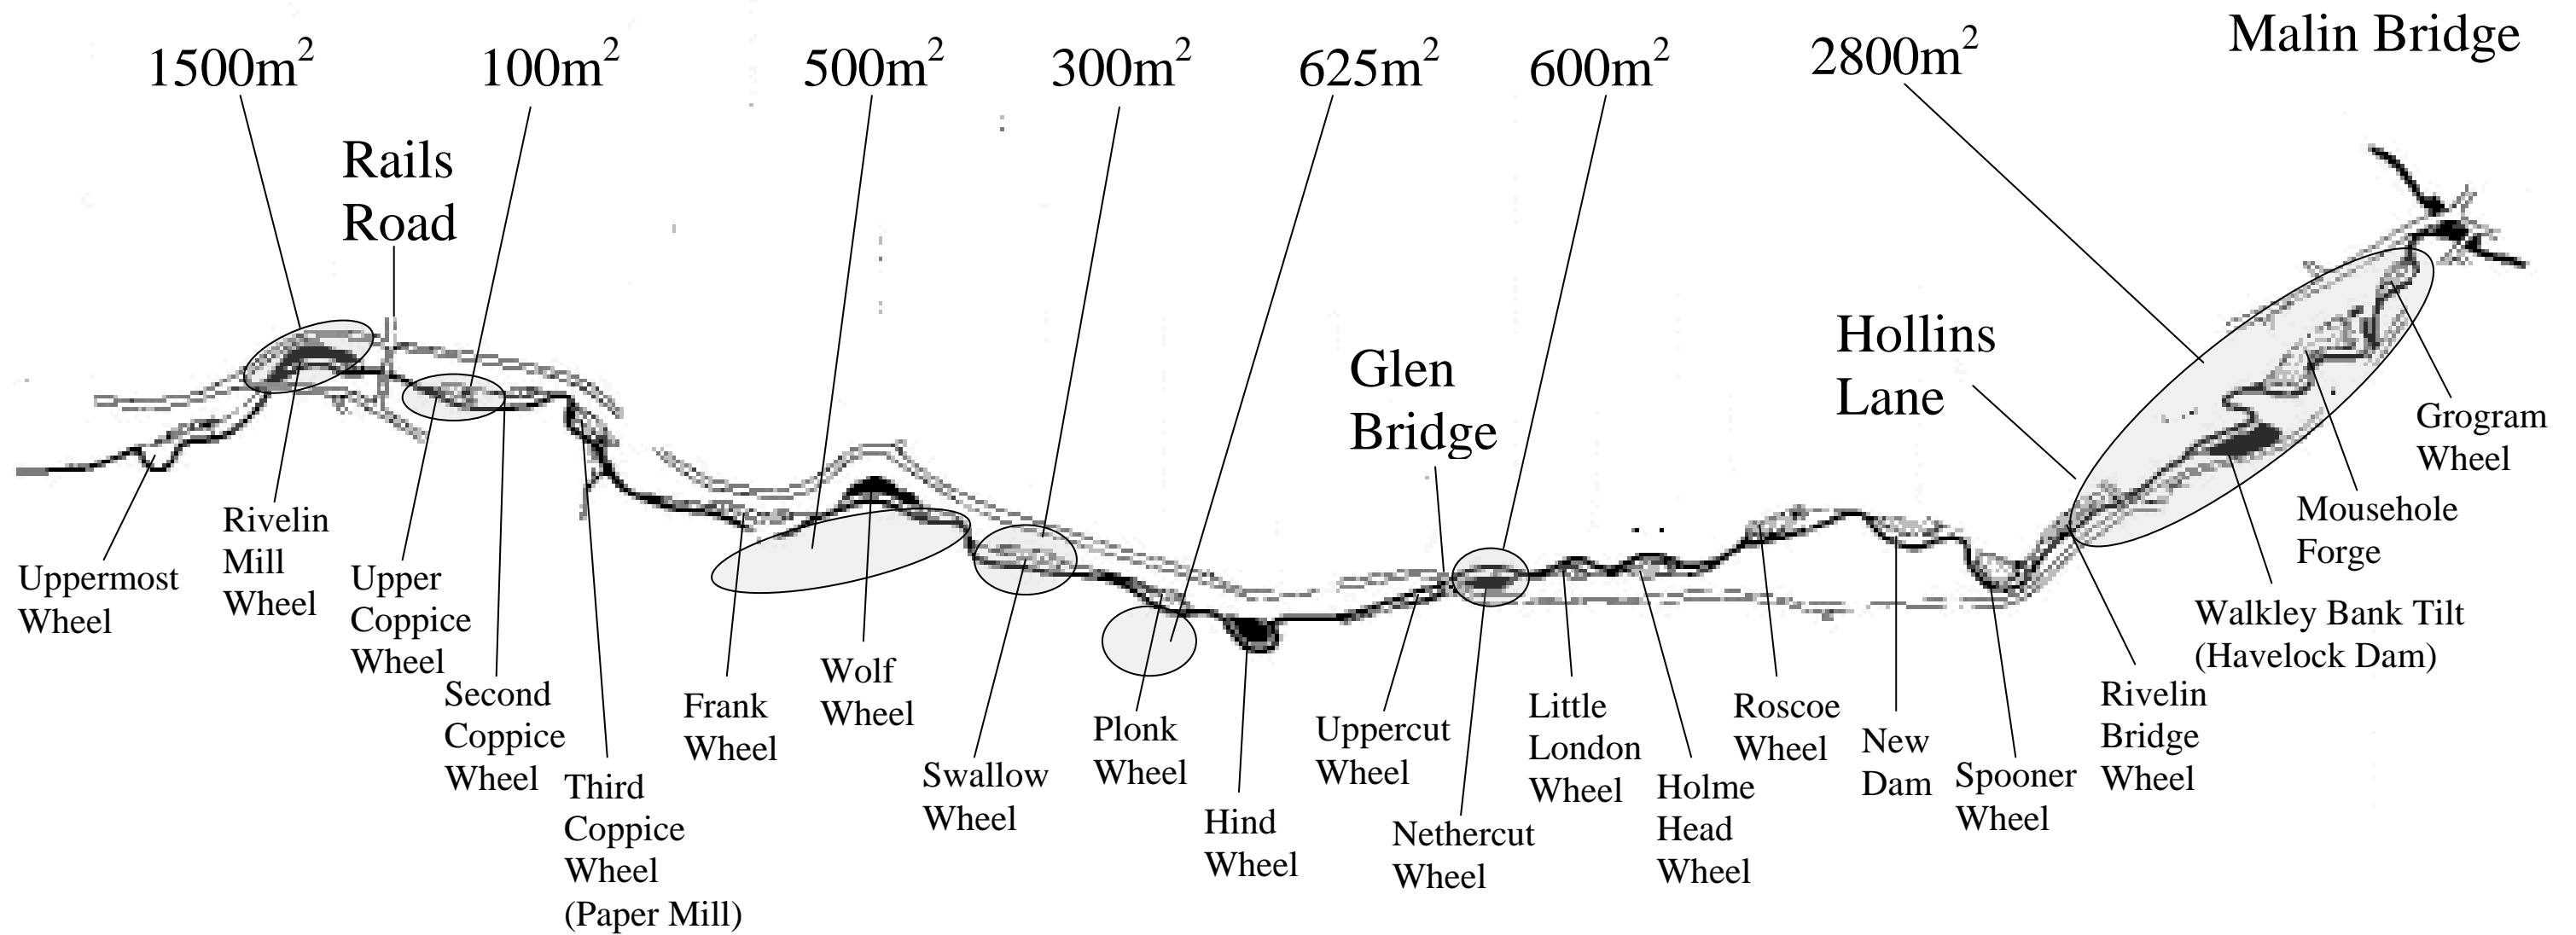 1500m²
100m²
500m²
300m²
625m²
600m²
2800m²
Malin Bridge
Rails
Road
Glen
Bridge
Hollins
Lane
Uppermost
Wheel
Rivelin
Mill
Wheel
Upper
Coppice
Wheel
Second
Coppice
Wheel
Third
Coppice
Wheel
(Paper Mill)
Frank
Wheel
Wolf
Wheel
Swallow
Wheel
Plonk
Wheel
Hind
Wheel
Uppercut
Wheel
Nethercut
Wheel
Little
London
Wheel
Holme
Head
Wheel
Roscoe
Wheel
New
Dam
Spooner
Wheel
Rivelin
Bridge
Wheel
Walkley Bank Tilt
(Havelock Dam)
Mousehole
Forge
Grogram
Wheel